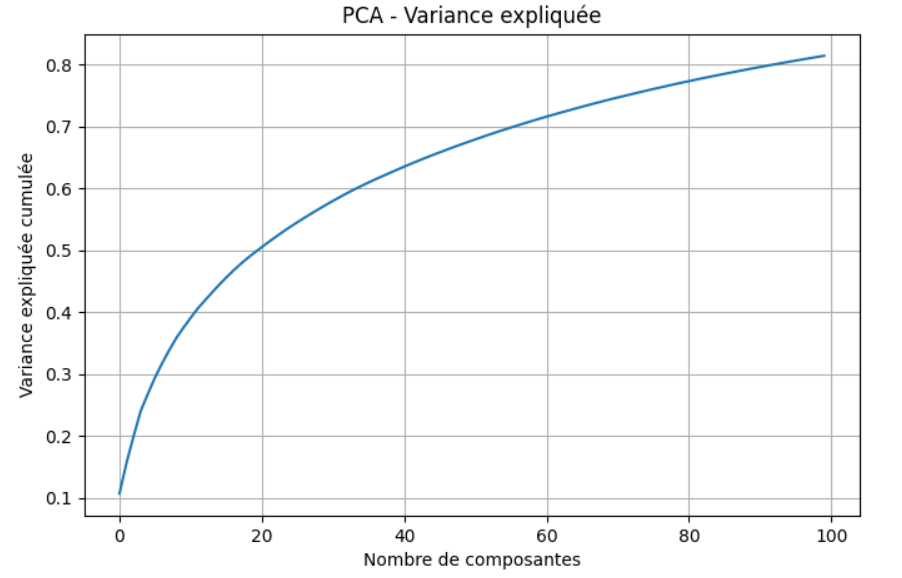 PCA - Variance expliquée
Variance expliquée cumulée
0.8
0.7
0.6
0.5
0.4
0.3
0.2
0.1
0 20 40 60 80 100
Nombre de composantes